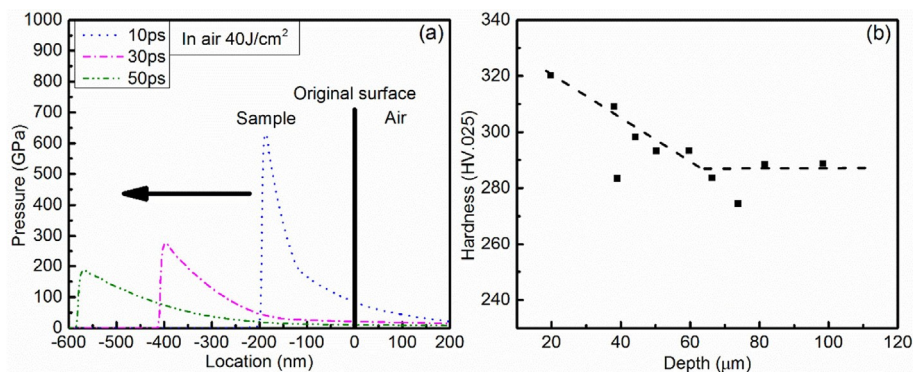 1000
900
800
700
600
500
400
300
200
100
0
Pressure (GPa)
10ps
30ps
50ps
In air 40J/cm²
(a)
Original surface
Sample
Air
-600 -500 -400 -300 -200 -100 0 100 200
Location (nm)
(b)
320
300
280
260
240
Hardness (HV.025)
20 40 60 80 100 120
Depth (μm)